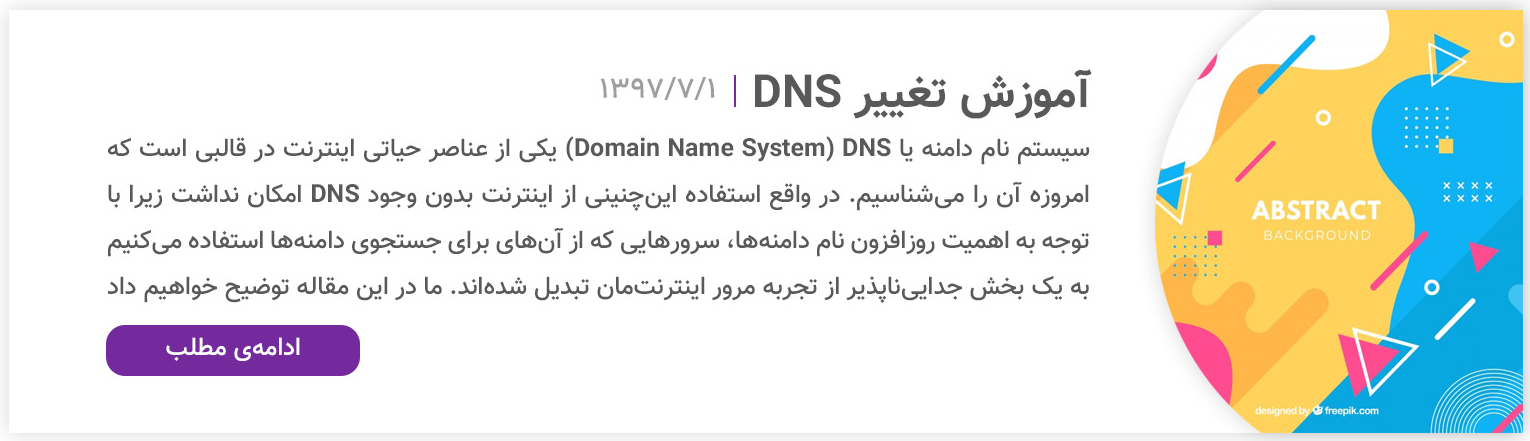 آموزش تغییر DNS | ۱۳۹۷/۷/۱
سیستم نام دامنه یا DNS (Domain Name System) یکی از عناصر حیاتی اینترنت در قالبی است که
امروزه آن را می‌شناسیم. در واقع استفاده این‌چنینی از اینترنت بدون وجود DNS امکان نداشت زیرا با
توجه به اهمیت روزافزون نام دامنه‌ها، سرورهایی که از آن‌های برای جستجوی دامنه‌ها استفاده می‌کنیم
به یک بخش جدایی‌ناپذیر از تجربه مرور اینترنت‌مان تبدیل شده‌اند. ما در این مقاله توضیح خواهیم داد
ادامه‌ی مطلب
ABSTRACT
BACKGROUND
designed by freepik.com